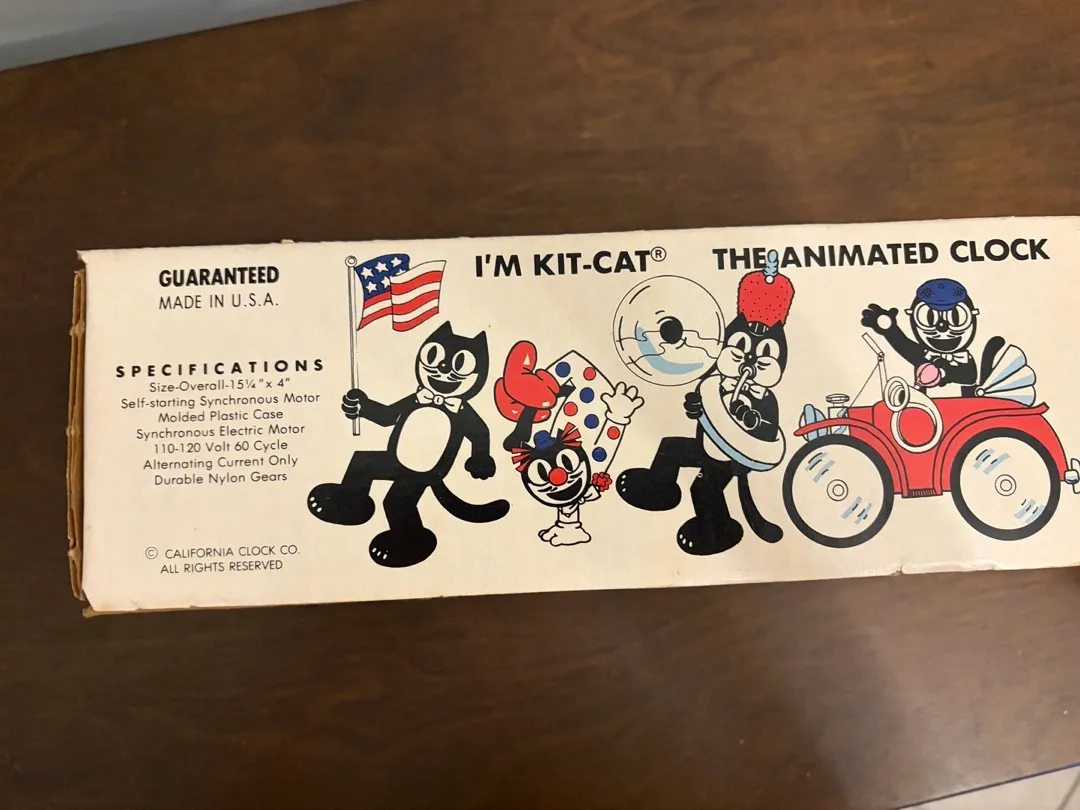 GUARANTEED
MADE IN U.S.A.
I'M KIT-CAT® THE ANIMATED CLOCK
SPECIFICATIONS
Size-Overall-15¼"x 4"
Self-starting Synchronous Motor
Molded Plastic Case
Synchronous Electric Motor
110-120 Volt 60 Cycle
Alternating Current Only
Durable Nylon Gears
© CALIFORNIA CLOCK CO.
ALL RIGHTS RESERVED